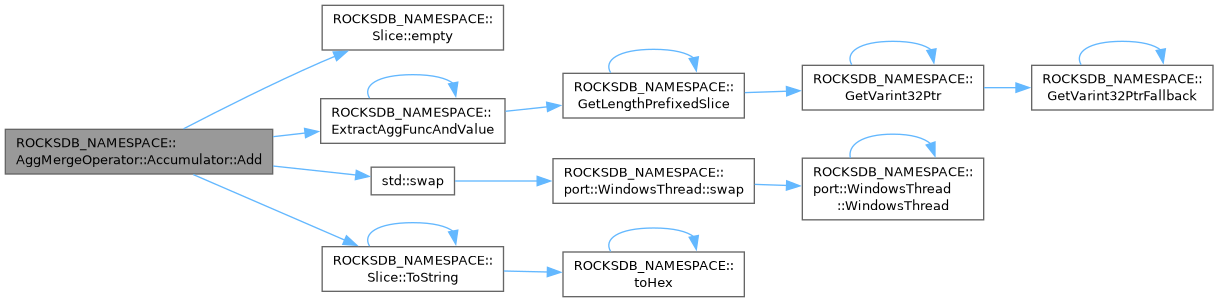 ROCKSDB_NAMESPACE::
AggMergeOperator::Accumulator::Add
ROCKSDB_NAMESPACE::
Slice::empty
ROCKSDB_NAMESPACE::
ExtractAggFuncAndValue
ROCKSDB_NAMESPACE::
GetLengthPrefixedSlice
ROCKSDB_NAMESPACE::
GetVarint32Ptr
ROCKSDB_NAMESPACE::
GetVarint32PtrFallback
std::swap
ROCKSDB_NAMESPACE::
port::WindowsThread::swap
ROCKSDB_NAMESPACE::
port::WindowsThread
::WindowsThread
ROCKSDB_NAMESPACE::
Slice::ToString
ROCKSDB_NAMESPACE::
toHex